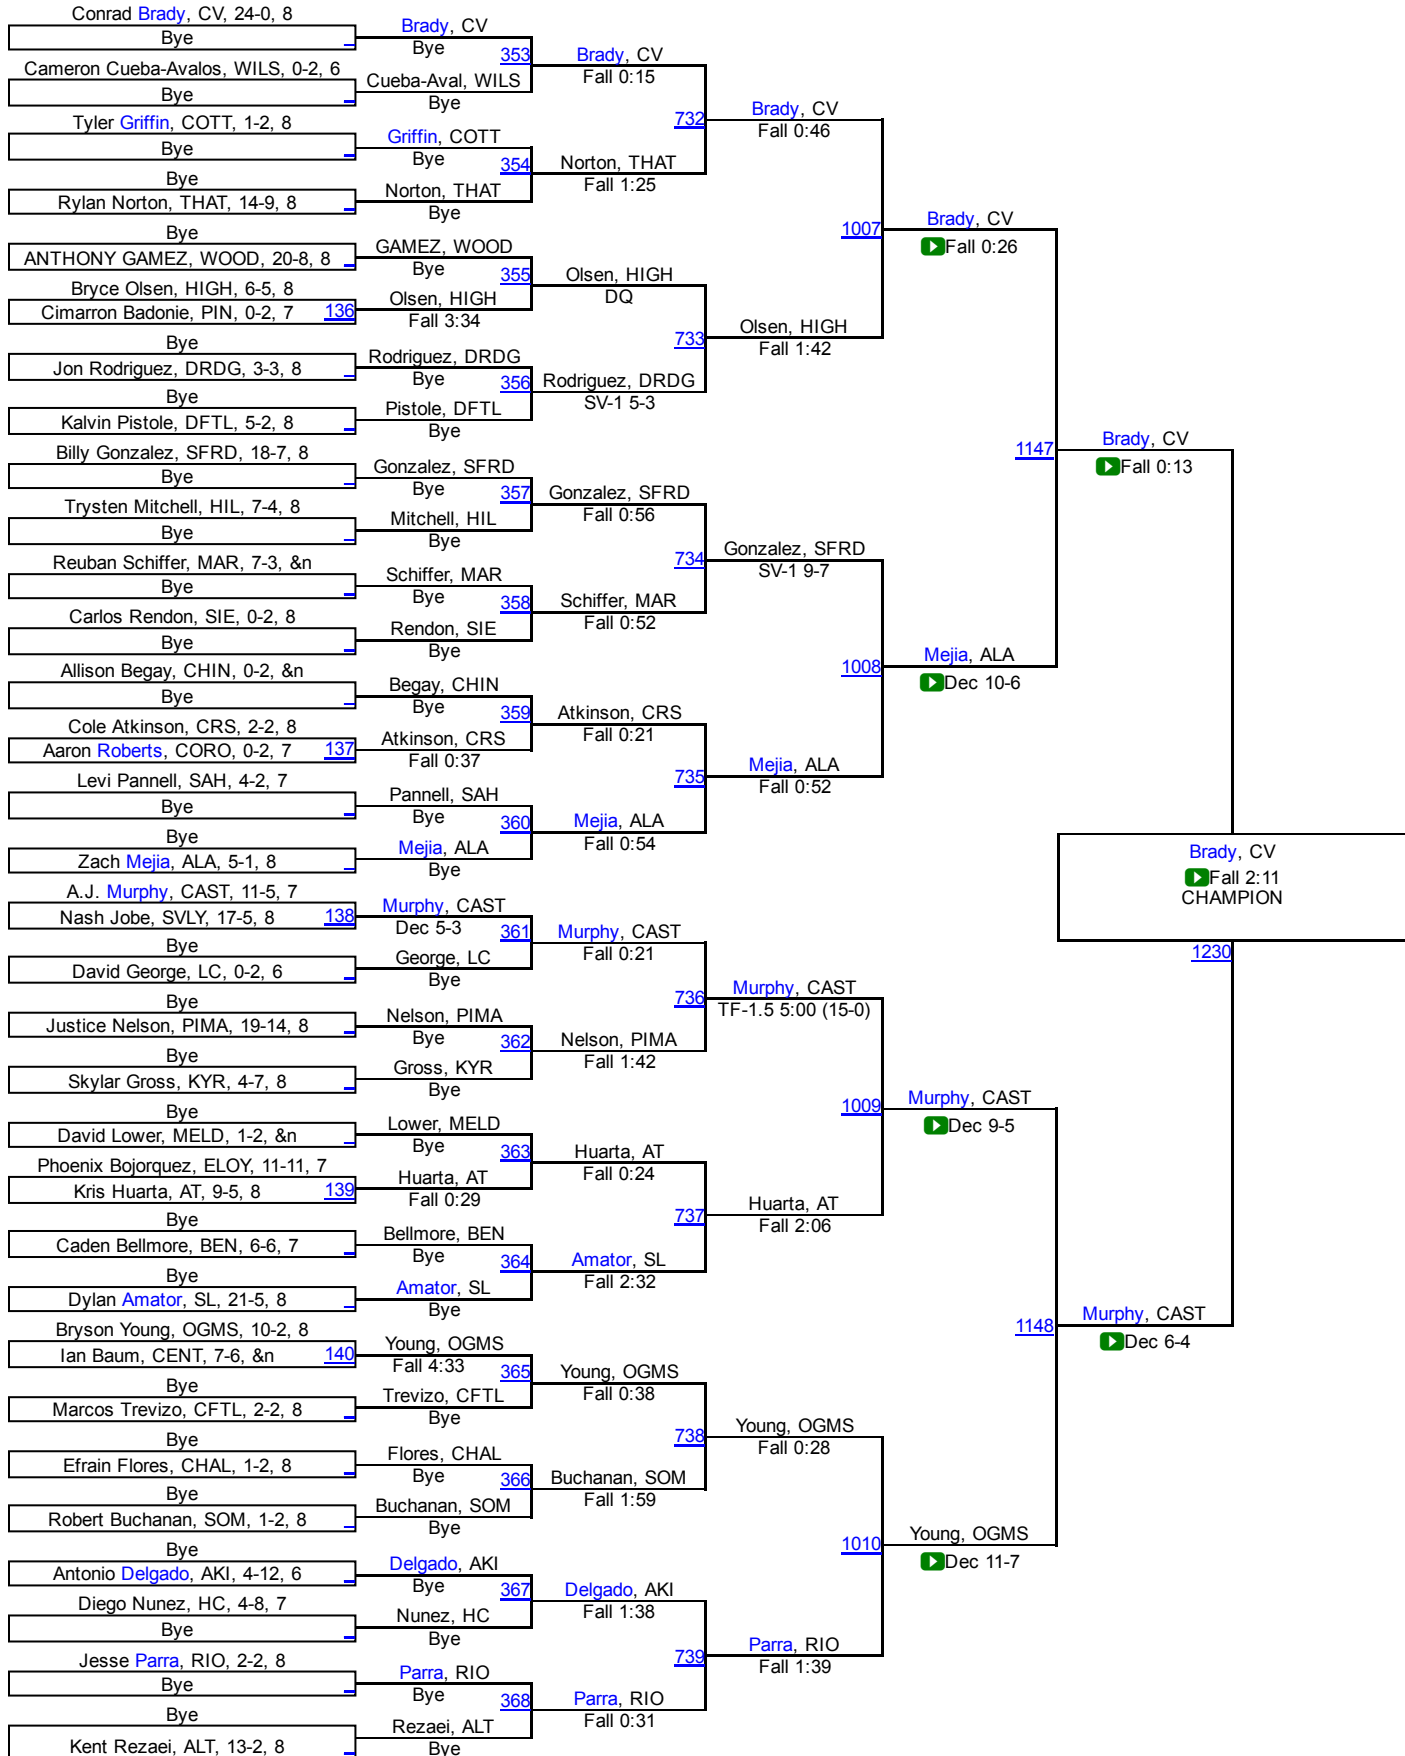 Conrad Brady, CV, 24-0, 8
Bye
Cameron Cueba-Avalos, WILS, 0-2, 6
Bye
Tyler Griffin, COTT, 1-2, 8
Bye
Bye
Rylan Norton, THAT, 14-9, 8
Bye
ANTHONY GAMEZ, WOOD, 20-8, 8
Bryce Olsen, HIGH, 6-5, 8
Cimarron Badonie, PIN, 0-2, 7 136
Bye
Jon Rodriguez, DRDG, 3-3, 8
Bye
Kalvin Pistole, DFTL, 5-2, 8
Billy Gonzalez, SFRD, 18-7, 8
Bye
Trysten Mitchell, HIL, 7-4, 8
Bye
Reuban Schiffer, MAR, 7-3, &n
Bye
Carlos Rendon, SIE, 0-2, 8
Bye
Allison Begay, CHIN, 0-2, &n
Bye
Cole Atkinson, CRS, 2-2, 8
Aaron Roberts, CORO, 0-2, 7 137
Levi Pannell, SAH, 4-2, 7
Bye
Bye
Zach Mejia, ALA, 5-1, 8
A.J. Murphy, CAST, 11-5, 7
Nash Jobe, SVLY, 17-5, 8 138
Bye
David George, LC, 0-2, 6
Bye
Justice Nelson, PIMA, 19-14, 8
Bye
Skylar Gross, KYR, 4-7, 8
Bye
David Lower, MELD, 1-2, &n
Phoenix Bojorquez, ELOY, 11-11, 7
Kris Huarta, AT, 9-5, 8 139
Bye
Caden Bellmore, BEN, 6-6, 7
Bye
Dylan Amator, SL, 21-5, 8
Bryson Young, OGMS, 10-2, 8
Ian Baum, CENT, 7-6, &n 140
Bye
Marcos Trevizo, CFTL, 2-2, 8
Bye
Efrain Flores, CHAL, 1-2, 8
Bye
Robert Buchanan, SOM, 1-2, 8
Bye
Antonio Delgado, AKI, 4-12, 6
Diego Nunez, HC, 4-8, 7
Bye
Jesse Parra, RIO, 2-2, 8
Bye
Bye
Kent Rezaei, ALT, 13-2, 8
Brady, CV
Bye
353
Cueba-Aval, WILS
Bye
Griffin, COTT
Bye
354
Norton, THAT
Bye
GAMEZ, WOOD
Bye
355
Olsen, HIGH
Fall 3:34
Rodriguez, DRDG
Bye
356
Pistole, DFTL
Bye
Gonzalez, SFRD
Bye
357
Mitchell, HIL
Bye
Schiffer, MAR
Bye
358
Rendon, SIE
Bye
Begay, CHIN
Bye
359
Atkinson, CRS
Fall 0:37
Pannell, SAH
Bye
360
Mejia, ALA
Bye
Murphy, CAST
Dec 5-3
361
George, LC
Bye
Nelson, PIMA
Bye
362
Gross, KYR
Bye
Lower, MELD
Bye
363
Huarta, AT
Fall 0:29
Bellmore, BEN
Bye
364
Amator, SL
Bye
Young, OGMS
Fall 4:33
365
Trevizo, CFTL
Bye
Flores, CHAL
Bye
366
Buchanan, SOM
Bye
Delgado, AKI
Bye
367
Nunez, HC
Bye
Parra, RIO
Bye
368
Rezaei, ALT
Bye
Brady, CV
Fall 0:15
732
Norton, THAT
Fall 1:25
Olsen, HIGH
DQ
733
Rodriguez, DRDG
SV-1 5-3
Gonzalez, SFRD
Fall 0:56
734
Schiffer, MAR
Fall 0:52
Atkinson, CRS
Fall 0:21
735
Mejia, ALA
Fall 0:54
Murphy, CAST
Fall 0:21
736
Nelson, PIMA
Fall 1:42
Huarta, AT
Fall 0:24
737
Amator, SL
Fall 2:32
Young, OGMS
Fall 0:38
738
Buchanan, SOM
Fall 1:59
Delgado, AKI
Fall 1:38
739
Parra, RIO
Fall 0:31
Brady, CV
Fall 0:46
1007
Olsen, HIGH
Fall 1:42
Gonzalez, SFRD
SV-1 9-7
1008
Mejia, ALA
Fall 0:52
Murphy, CAST
TF-1.5 5:00 (15-0)
1009
Huarta, AT
Fall 2:06
Young, OGMS
Fall 0:28
1010
Parra, RIO
Fall 1:39
Brady, CV
Fall 0:26
1147
Mejia, ALA
Dec 10-6
Murphy, CAST
Dec 9-5
1148
Young, OGMS
Dec 11-7
Brady, CV
Fall 0:13
Murphy, CAST
Dec 6-4
Brady, CV
Fall 2:11
CHAMPION
1230